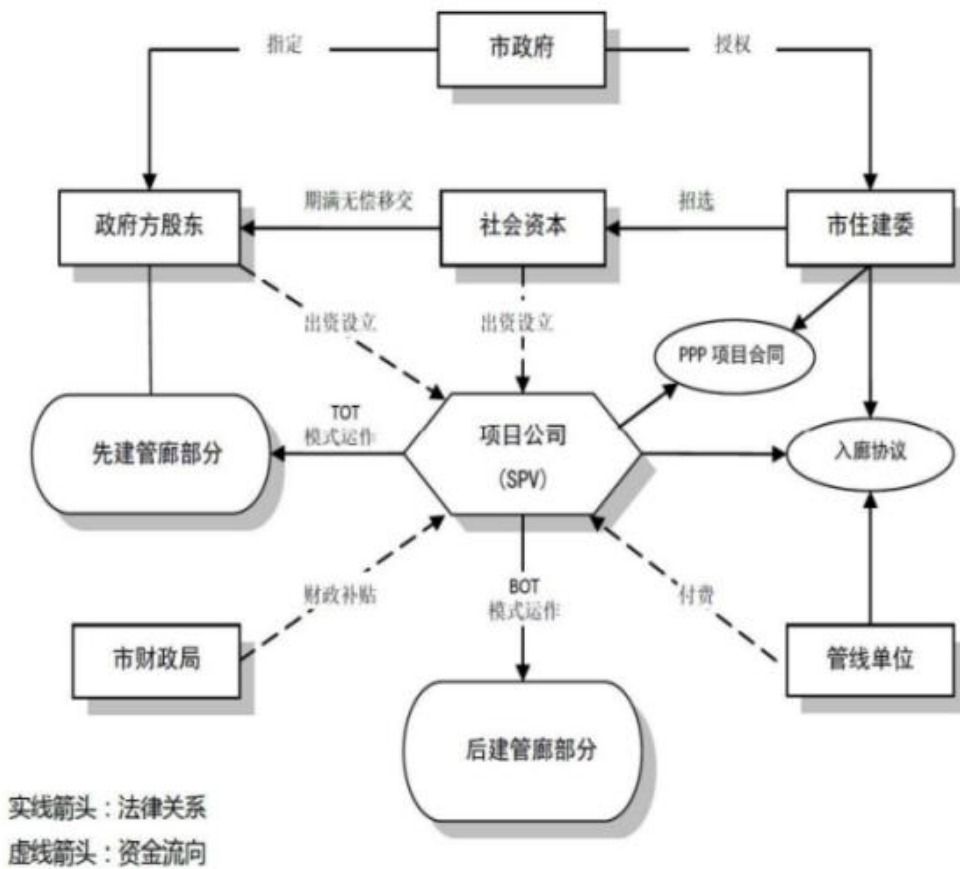 指定
市政府
授权
政府方股东
期满无偿移交
社会资本
招选
市住建委
出资设立
出资设立
PPP 项目合同
先建管廊部分
TOT
模式运作
项目公司
（SPV）
入廊协议
财政补贴
BOT
模式运作
付费
市财政局
管线单位
后建管廊部分
实线箭头：法律关系
虚线箭头：资金流向